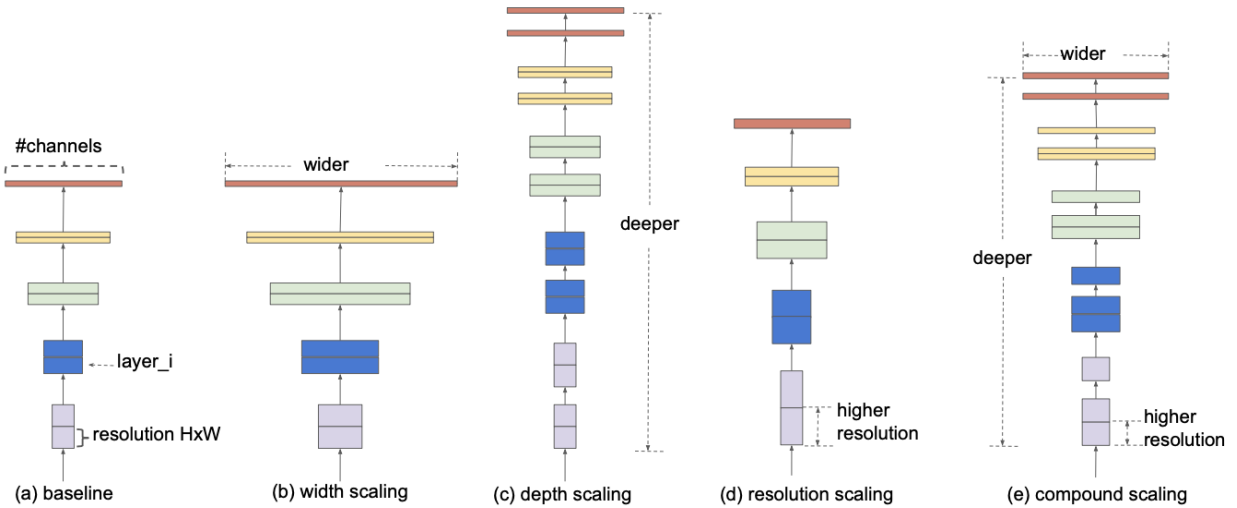 #channels
layer_i
resolution HxW
(a) baseline
wider
(b) width scaling
deeper
(c) depth scaling
higher
resolution
(d) resolution scaling
wider
deeper
higher
resolution
(e) compound scaling